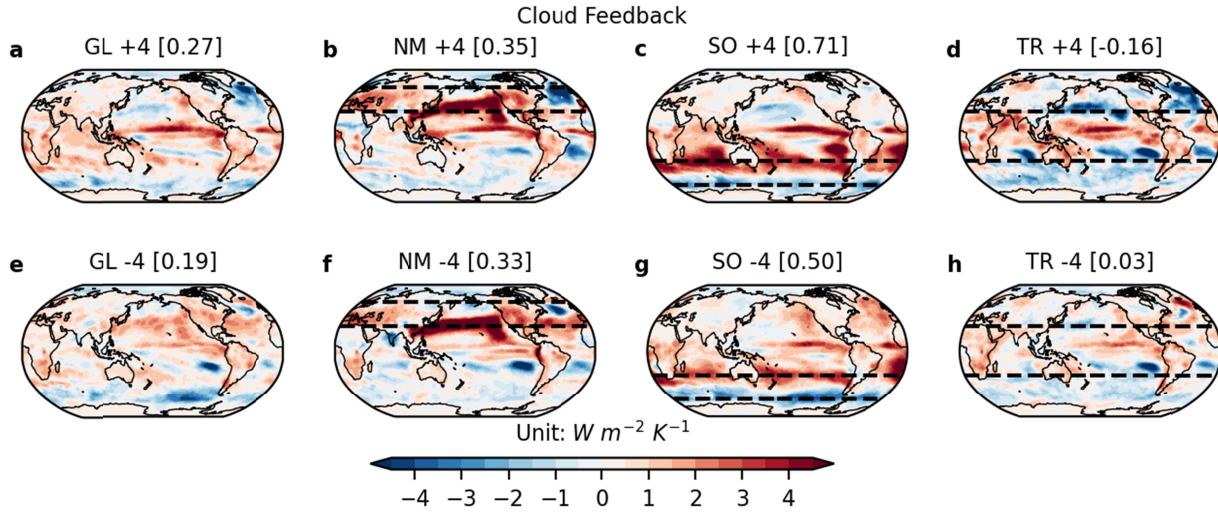 Cloud Feedback
a GL +4 [0.27]
b NM +4 [0.35]
c SO +4 [0.71]
d TR +4 [-0.16]
e GL -4 [0.19]
f NM -4 [0.33]
g SO -4 [0.50]
h TR -4 [0.03]
Unit: W m⁻² K⁻¹
−4 −3 −2 −1 0 1 2 3 4